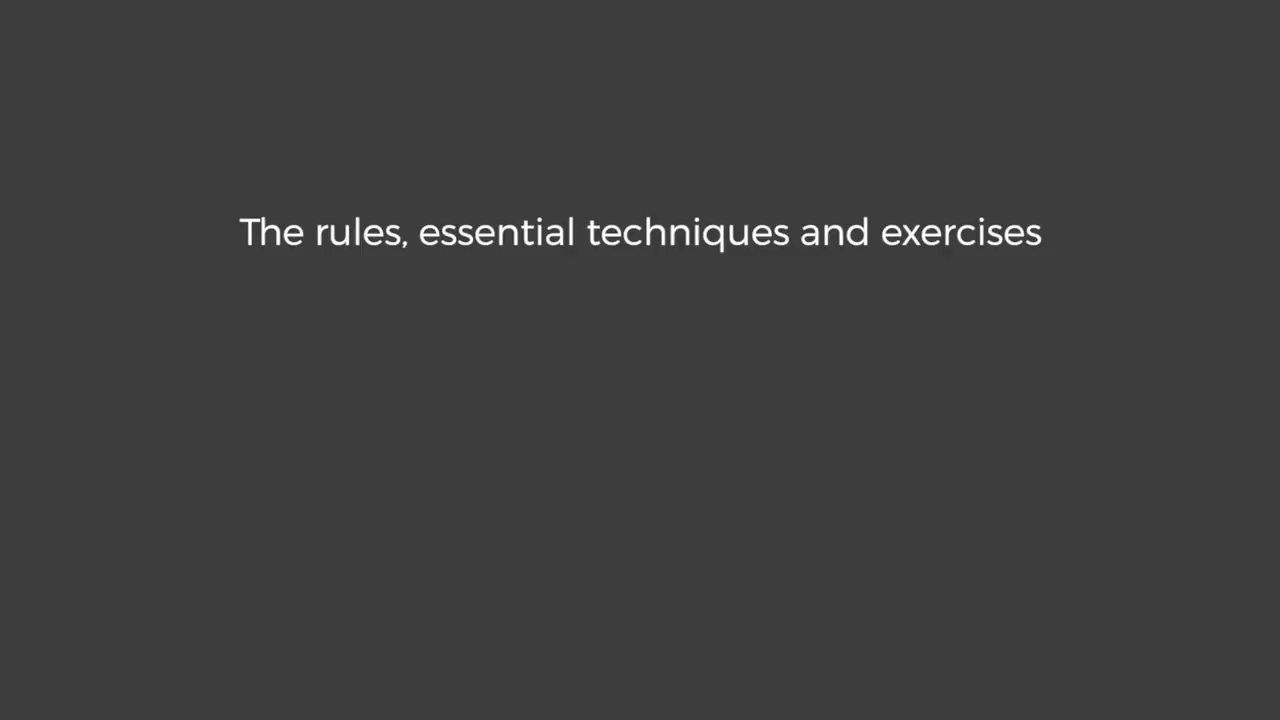 The rules, essential techniques and exercises